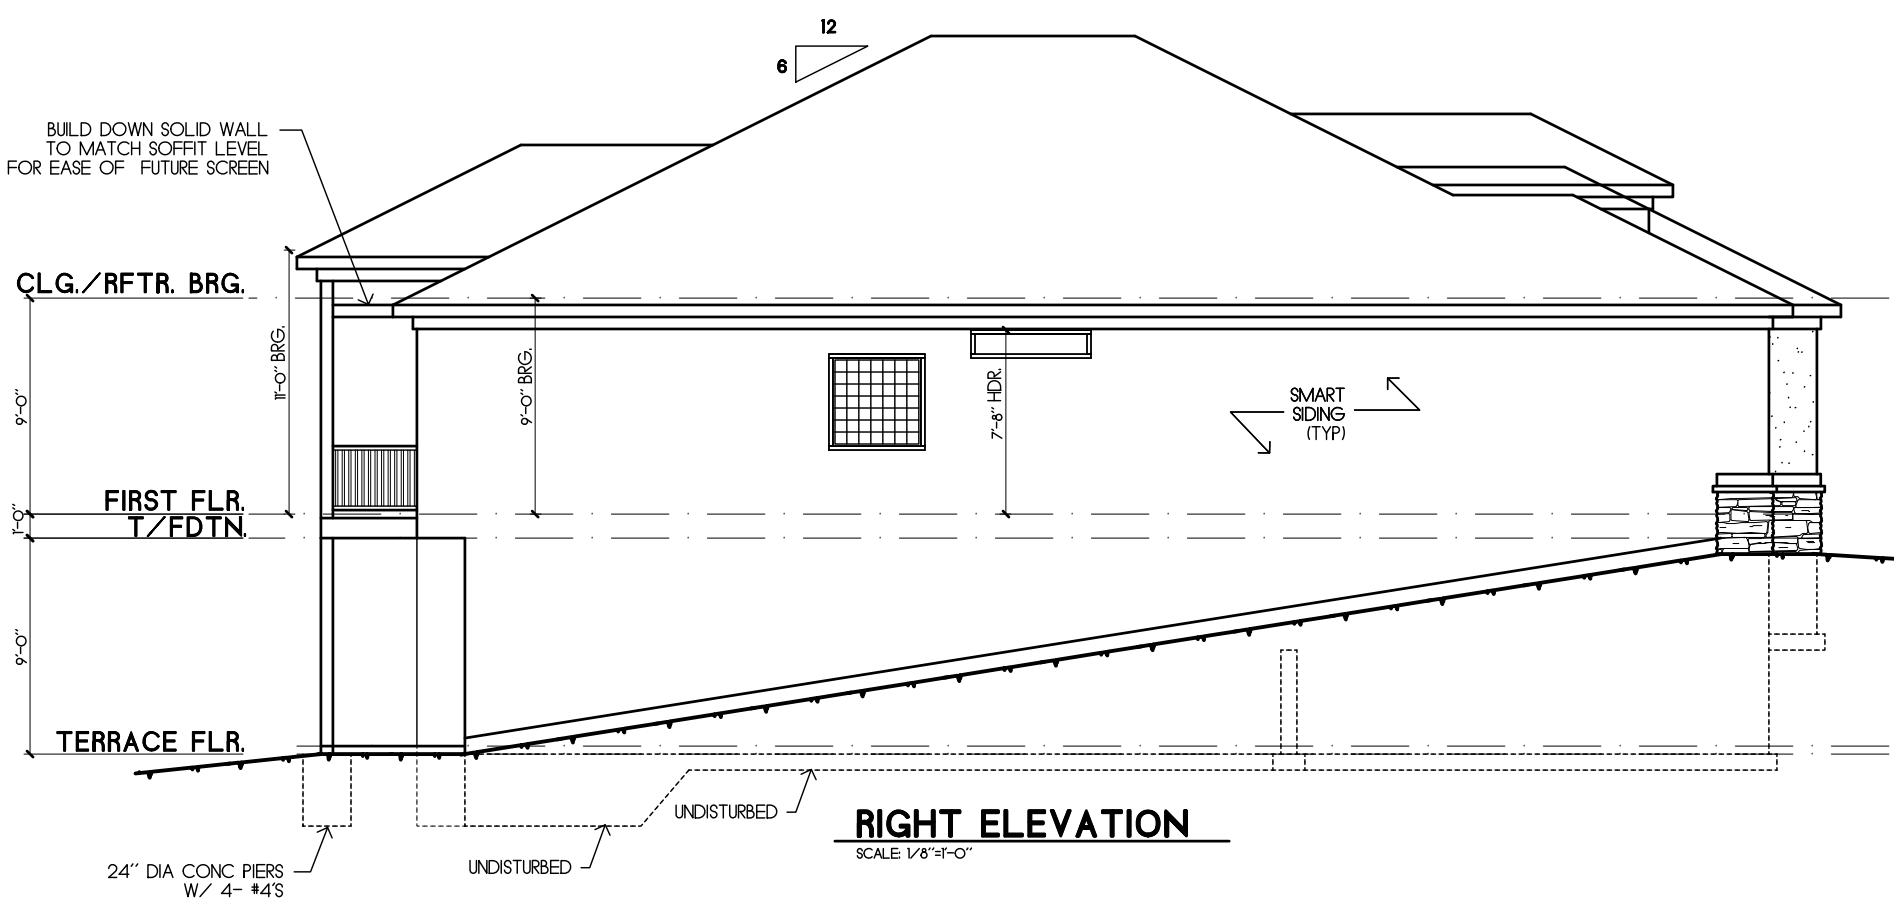 12
6
BUILD DOWN SOLID WALL
TO MATCH SOFFIT LEVEL
FOR EASE OF FUTURE SCREEN
CLG./RFTR. BRG.
11'-0" BRG.
9'-0" BRG.
7'-8" HDR.
9'-0"
SMART
SIDING
(TYP)
FIRST FLR.
1'-0"
T/FDTN.
9'-0"
TERRACE FLR.
UNDISTURBED
RIGHT ELEVATION
SCALE: 1/8"=1'-0"
UNDISTURBED
24" DIA CONC PIERS
W/ 4- #4'S